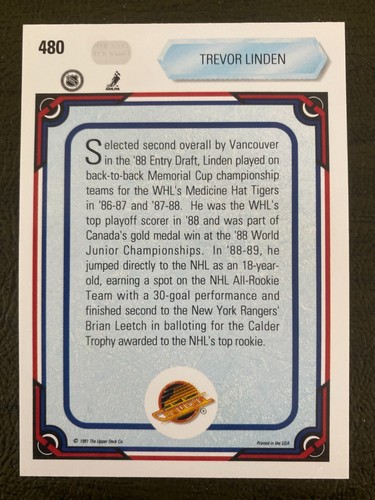 480
TREVOR LINDEN
Selected second overall by Vancouver
in the '88 Entry Draft, Linden played on
back-to-back Memorial Cup championship
teams for the WHL's Medicine Hat Tigers
in '86-87 and '87-88. He was the WHL's
top playoff scorer in '88 and was part of
Canada's gold medal win at the '88 World
Junior Championships. In '88-89, he
jumped directly to the NHL as an 18-year-
old, earning a spot on the NHL All-Rookie
Team with a 30-goal performance and
finished second to the New York Rangers'
Brian Leetch in balloting for the Calder
Trophy awarded to the NHL's top rookie.
®
© 1991 The Upper Deck Co.
Printed in the USA